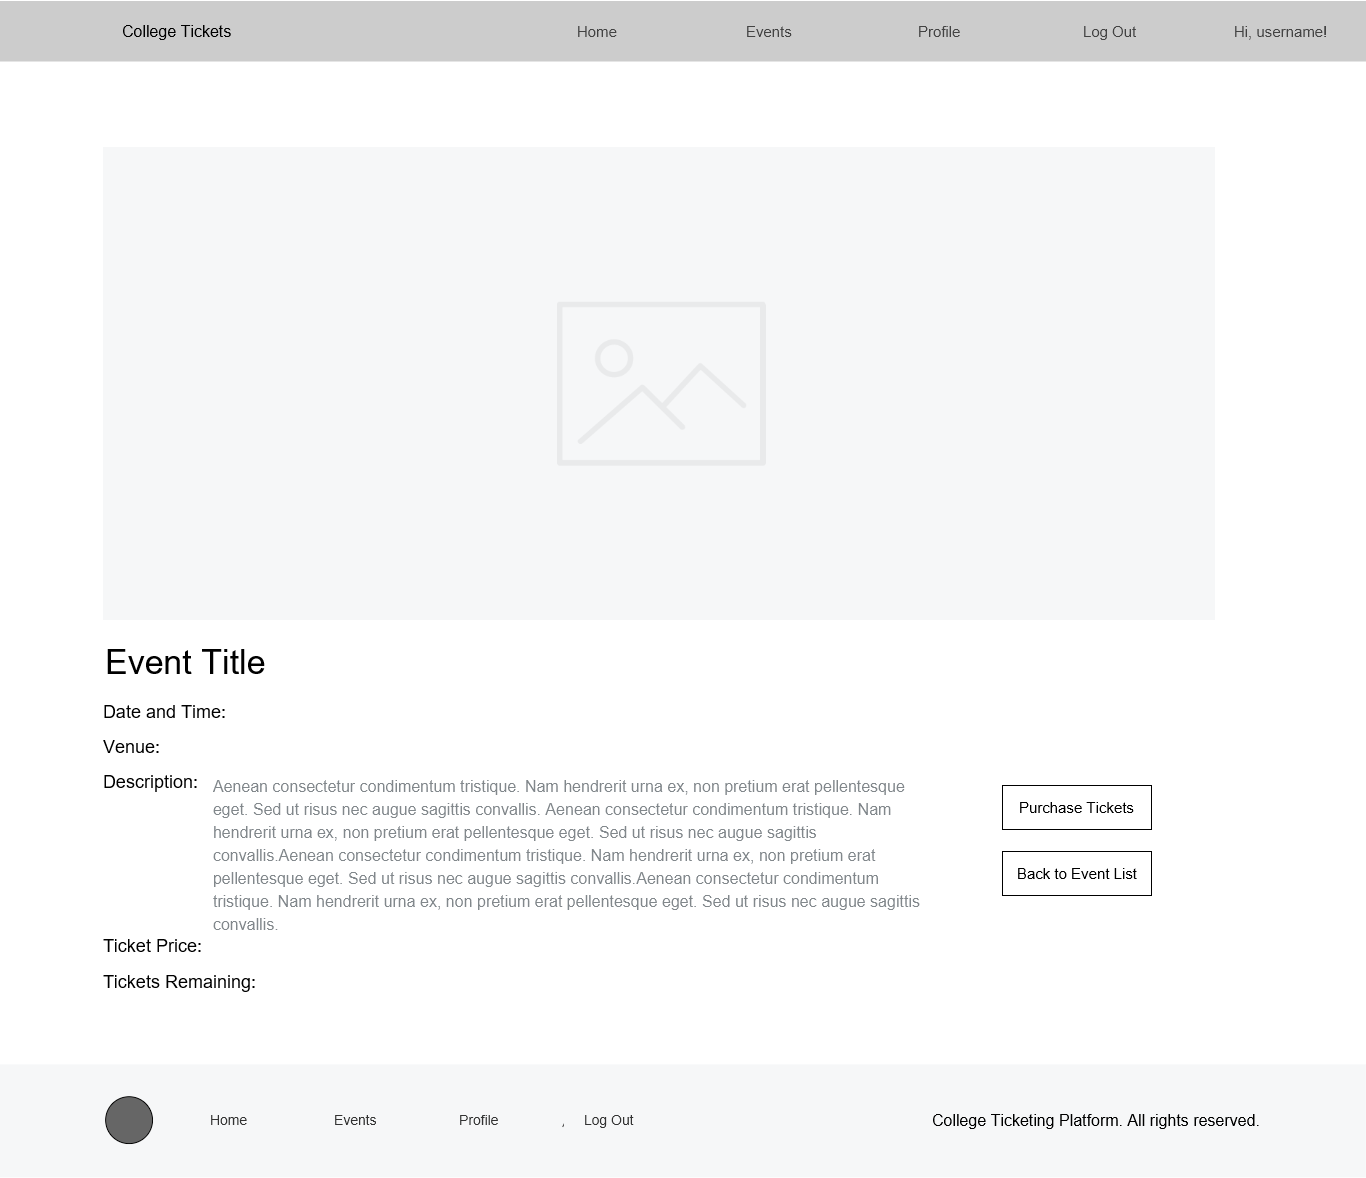 College Tickets Home Events Profile Log Out Hi, username!
Event Title
Date and Time:
Venue:
Description:
Aenean consectetur condimentum tristique. Nam hendrerit urna ex, non pretium erat pellentesque
eget. Sed ut risus nec augue sagittis convallis. Aenean consectetur condimentum tristique. Nam
hendrerit urna ex, non pretium erat pellentesque eget. Sed ut risus nec augue sagittis
convallis.Aenean consectetur condimentum tristique. Nam hendrerit urna ex, non pretium erat
pellentesque eget. Sed ut risus nec augue sagittis convallis.Aenean consectetur condimentum
tristique. Nam hendrerit urna ex, non pretium erat pellentesque eget. Sed ut risus nec augue sagittis
convallis.
Purchase Tickets
Back to Event List
Ticket Price:
Tickets Remaining:
Home Events Profile , Log Out College Ticketing Platform. All rights reserved.